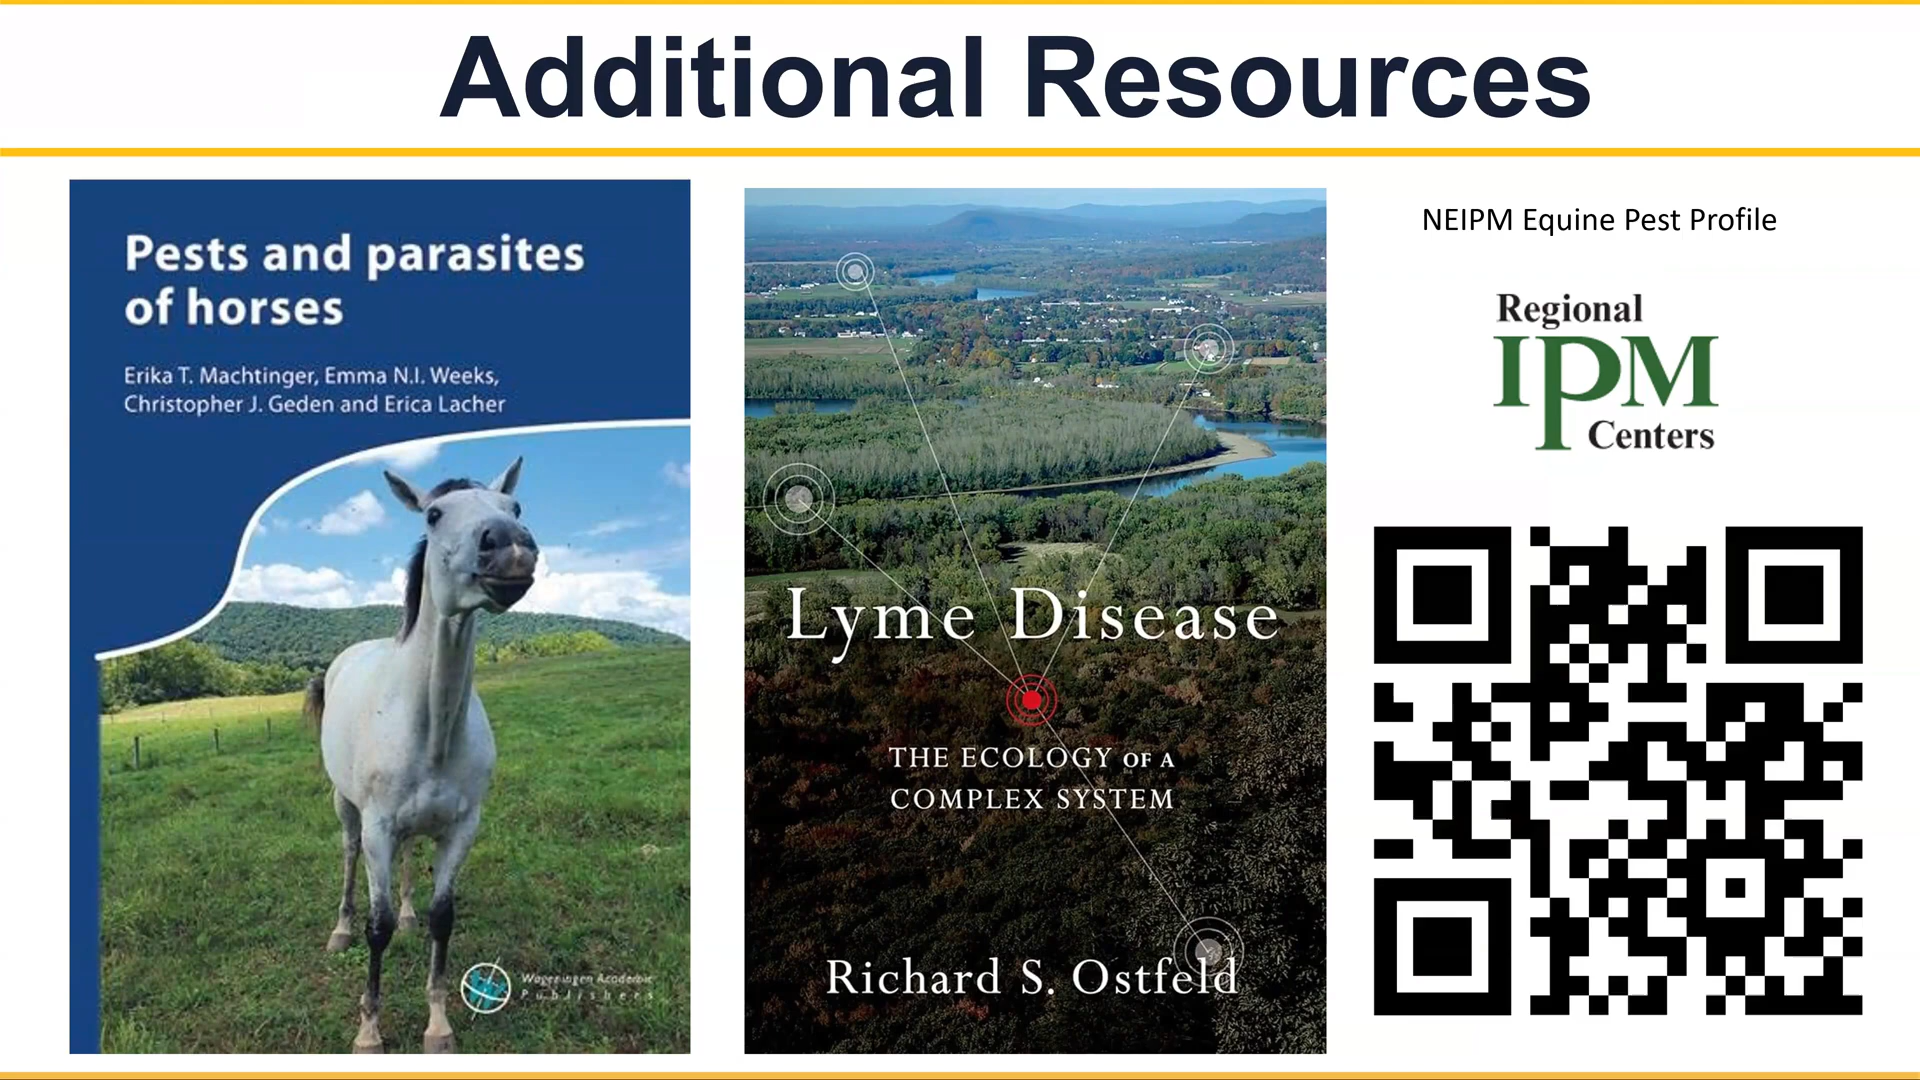 Additional Resources
Pests and parasites
of horses
Erika T. Machtinger, Emma N.I. Weeks,
Christopher J. Geden and Erica Lacher
Wageningen Academic
Publishers
Lyme Disease
THE ECOLOGY OF A
COMPLEX SYSTEM
Richard S. Ostfeld
NEIPM Equine Pest Profile
Regional
IPM
Centers